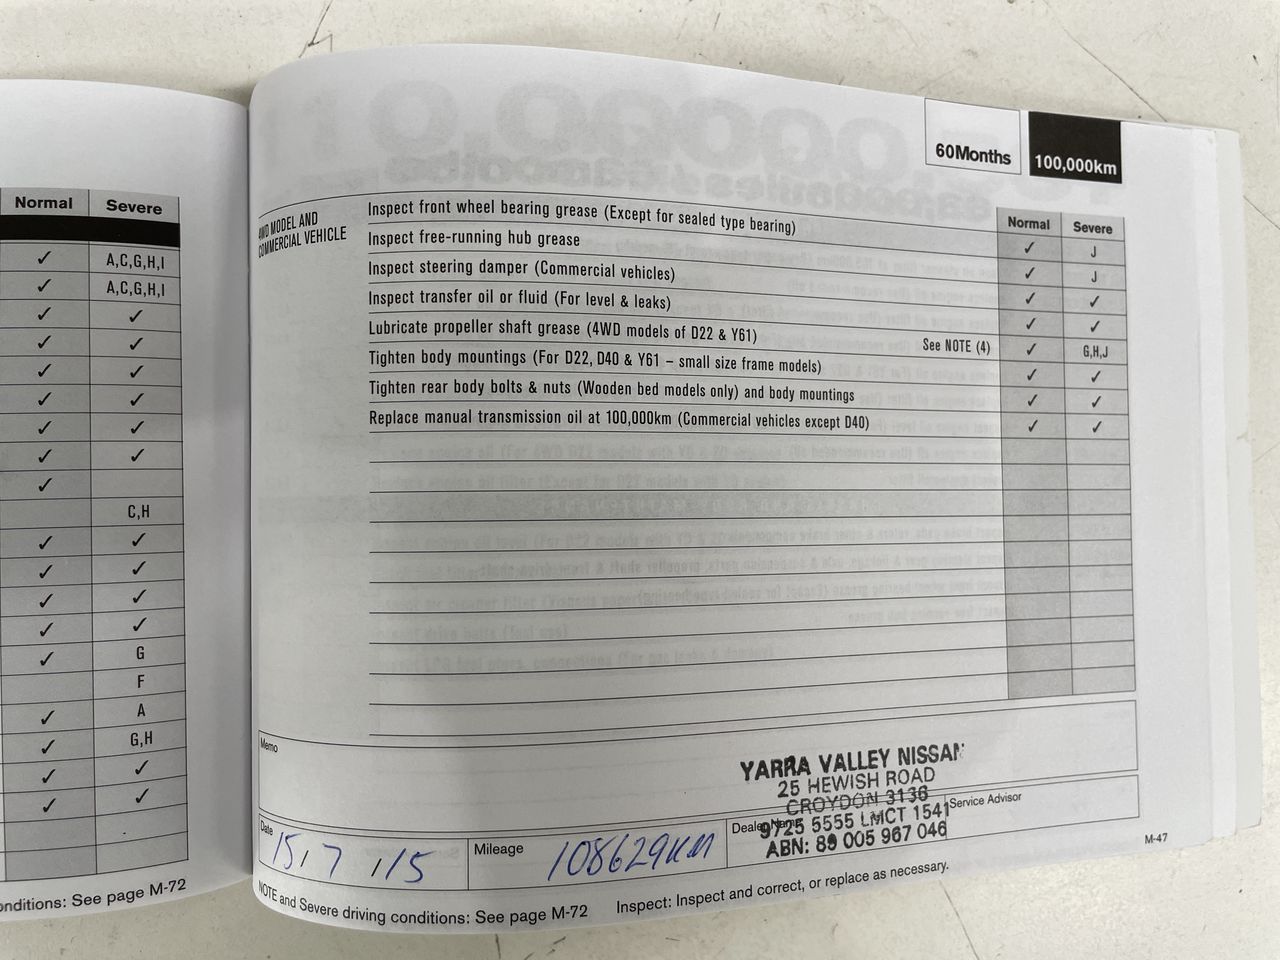 Normal Severe
✓ A,C,G,H,I
✓ A,C,G,H,I
✓ ✓
✓ ✓
✓ ✓
✓ ✓
✓ ✓
✓ ✓
✓
C,H
✓ ✓
✓ ✓
✓ ✓
✓ ✓
✓ G
F
✓ A
✓ G,H
✓ ✓
✓ ✓
onditions: See page M-72
60Months 100,000km
4WD MODEL AND
COMMERCIAL VEHICLE
Normal Severe
Inspect front wheel bearing grease (Except for sealed type bearing) ✓ J
Inspect free-running hub grease ✓ J
Inspect steering damper (Commercial vehicles) ✓ ✓
Inspect transfer oil or fluid (For level & leaks) ✓ ✓
Lubricate propeller shaft grease (4WD models of D22 & Y61) See NOTE (4) ✓ G,H,J
Tighten body mountings (For D22, D40 & Y61 – small size frame models) ✓ ✓
Tighten rear body bolts & nuts (Wooden bed models only) and body mountings ✓ ✓
Replace manual transmission oil at 100,000km (Commercial vehicles except D40) ✓ ✓
Memo
YARRA VALLEY NISSAN
25 HEWISH ROAD
CROYDON 3136
9725 5555 LMCT 1541
ABN: 89 005 967 046
Date 15/7/15
Mileage 108629KM
Dealer Name
Service Advisor
M-47
NOTE and Severe driving conditions: See page M-72 Inspect: Inspect and correct, or replace as necessary.